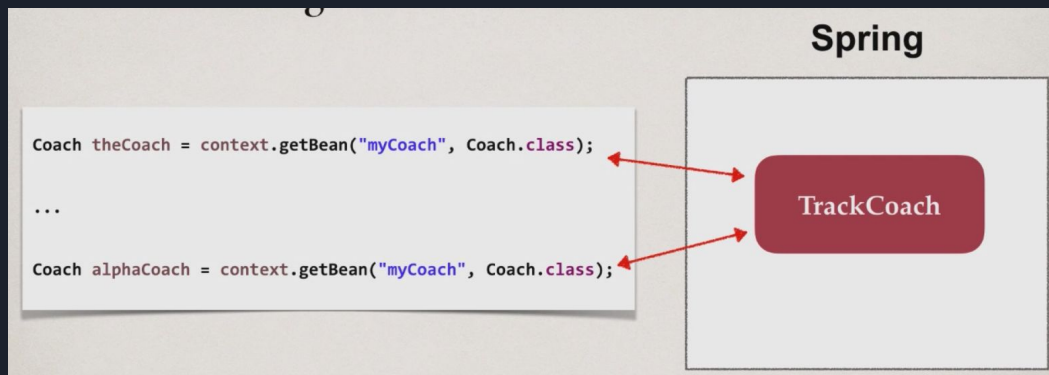 Spring
Coach theCoach = context.getBean("myCoach", Coach.class);
...
Coach alphaCoach = context.getBean("myCoach", Coach.class);
TrackCoach